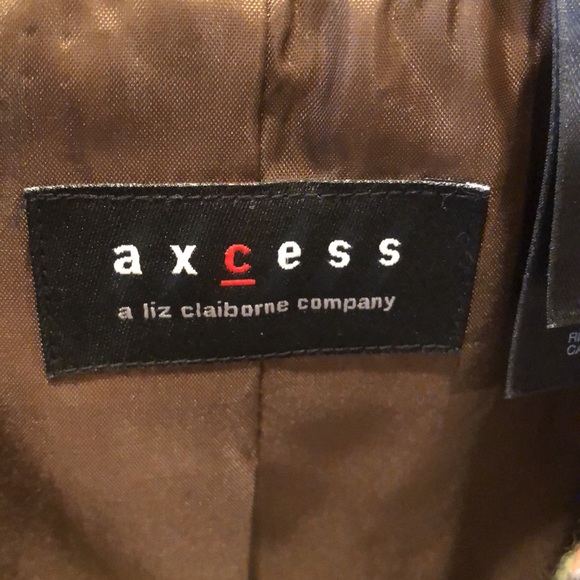 axcess
a liz claiborne company